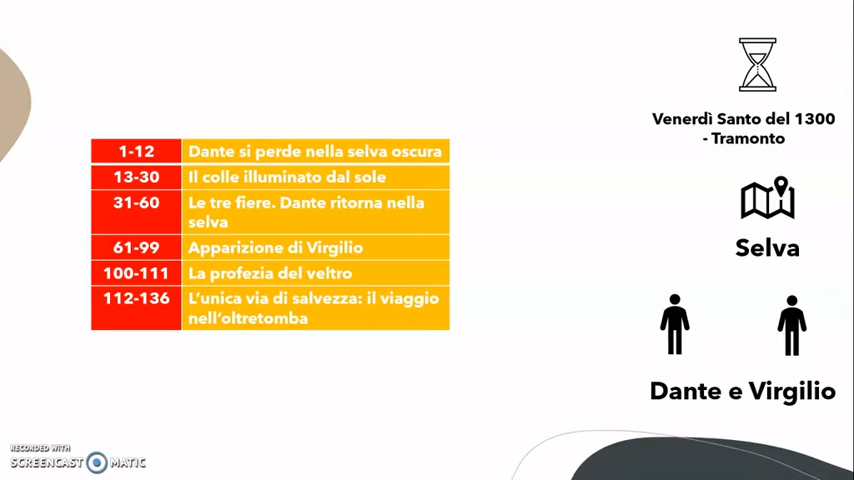 Venerdì Santo del 1300
- Tramonto
1-12 Dante si perde nella selva oscura
13-30 Il colle illuminato dal sole
31-60 Le tre fiere. Dante ritorna nella
selva
61-99 Apparizione di Virgilio
100-111 La profezia del veltro
112-136 L'unica via di salvezza: il viaggio
nell'oltretomba
Selva
Dante e Virgilio
RECORDED WITH
SCREENCAST MATIC